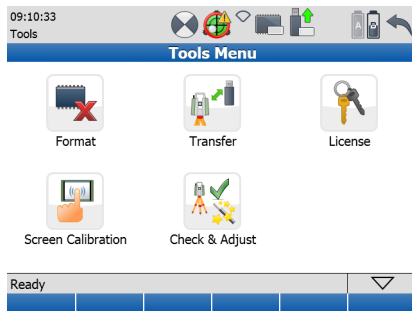 09:10:33
Tools
A
B
Tools Menu
Format
Transfer
License
Screen Calibration
Check & Adjust
Ready